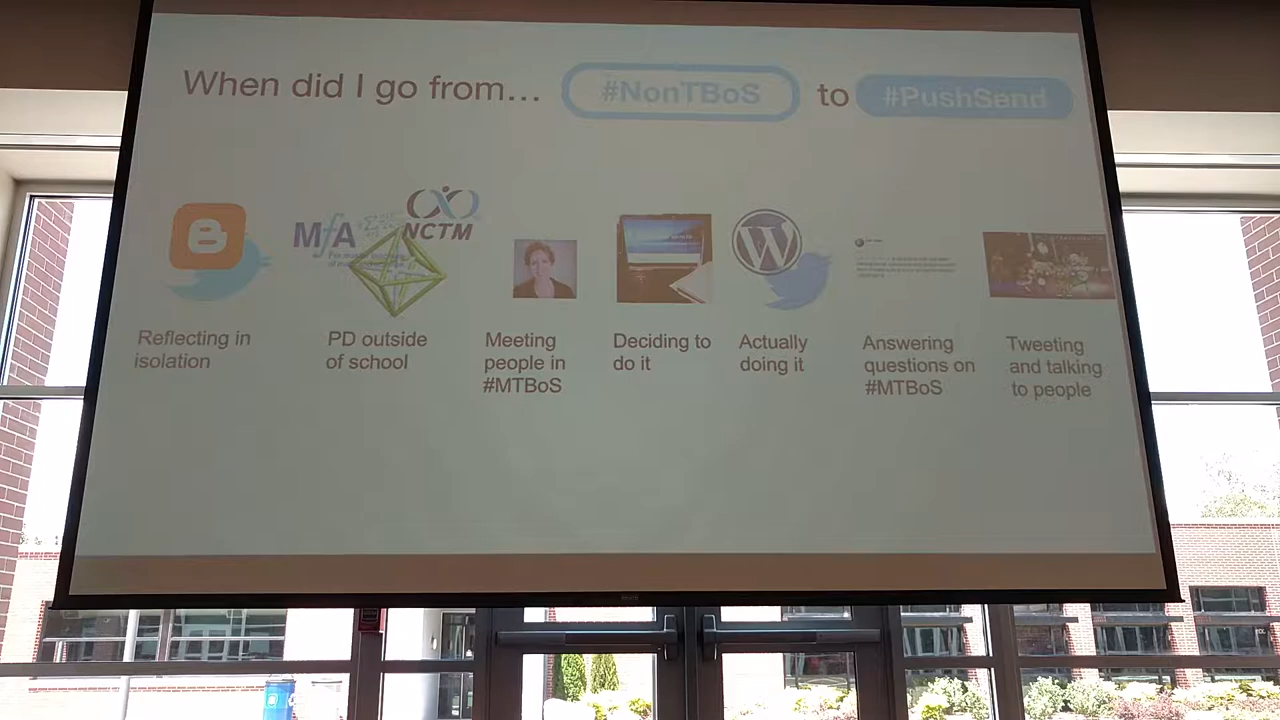 When did I go from... #NonTBoS to #PushSend
MƒA
NCTM
Reflecting in
isolation
PD outside
of school
Meeting
people in
#MTBoS
Deciding to
do it
Actually
doing it
Answering
questions on
#MTBoS
Tweeting
and talking
to people